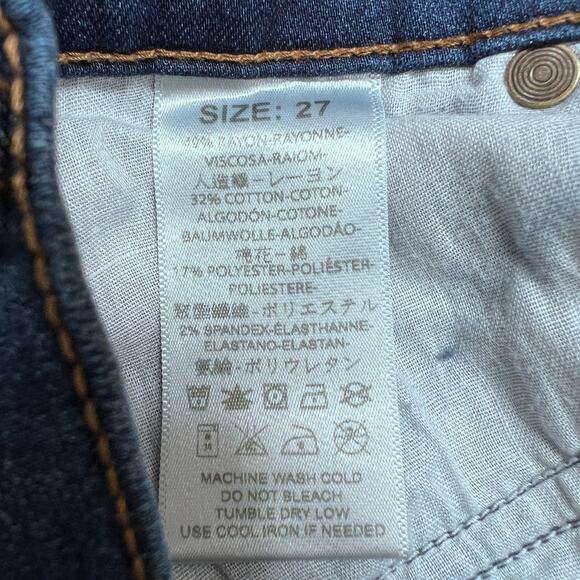 SIZE: 27
49% RAYON-RAYONNE-
VISCOSA-RAIOM-
人造纖-レーヨン
32% COTTON-COTON-
ALGODÓN-COTONE-
BAUMWOLLE-ALGODÃO-
棉花-綿
17% POLYESTER-POLIÉSTER-
POLIESTERE-
聚酯纖維-ポリエステル
2% SPANDEX-ÉLASTHANNE-
ELASTANO-ELASTAN-
氨綸-ポリウレタン
MACHINE WASH COLD
DO NOT BLEACH
TUMBLE DRY LOW
USE COOL IRON IF NEEDED